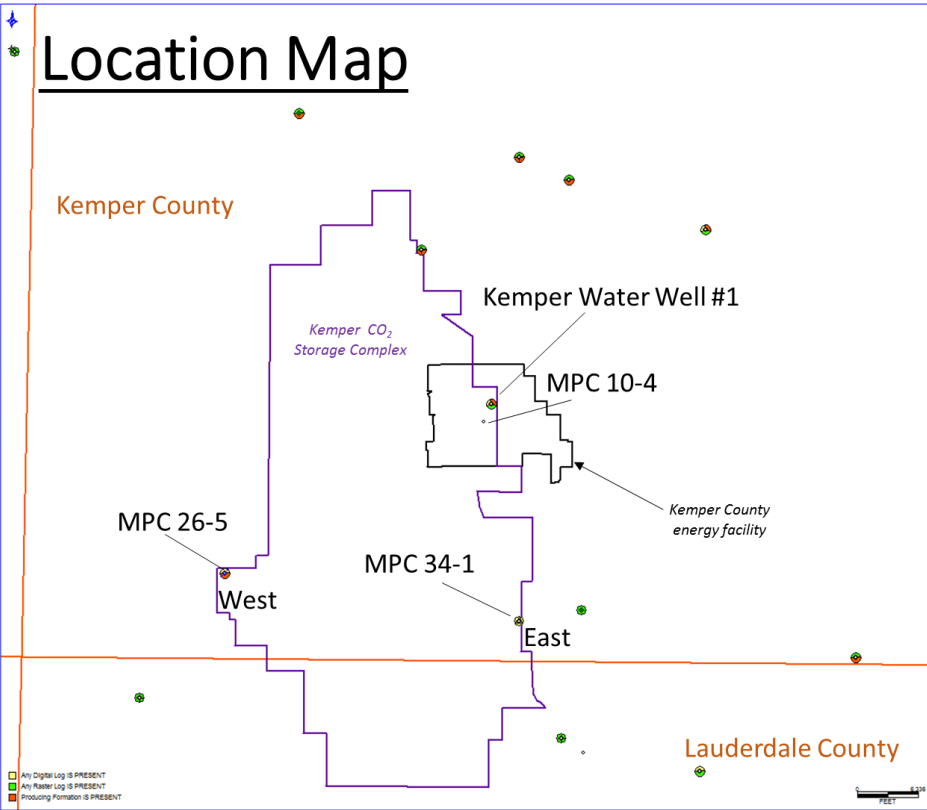 Location Map
Kemper County
Kemper Water Well #1
Kemper CO₂
Storage Complex
MPC 10-4
Kemper County
energy facility
MPC 26-5
MPC 34-1
West
East
Lauderdale County
Any Digital Log IS PRESENT
Any Raster Log IS PRESENT
Producing Formation IS PRESENT
0
FEET